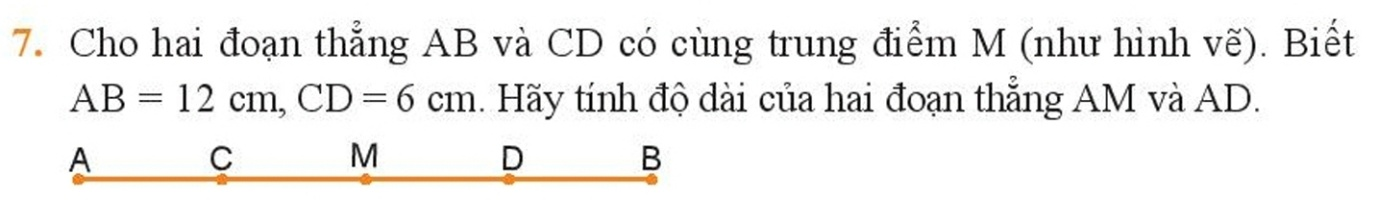 7. Cho hai đoạn thẳng AB và CD có cùng trung điểm M (như hình vẽ). Biết
AB = 12 cm, CD = 6 cm. Hãy tính độ dài của hai đoạn thẳng AM và AD.
A C M D B